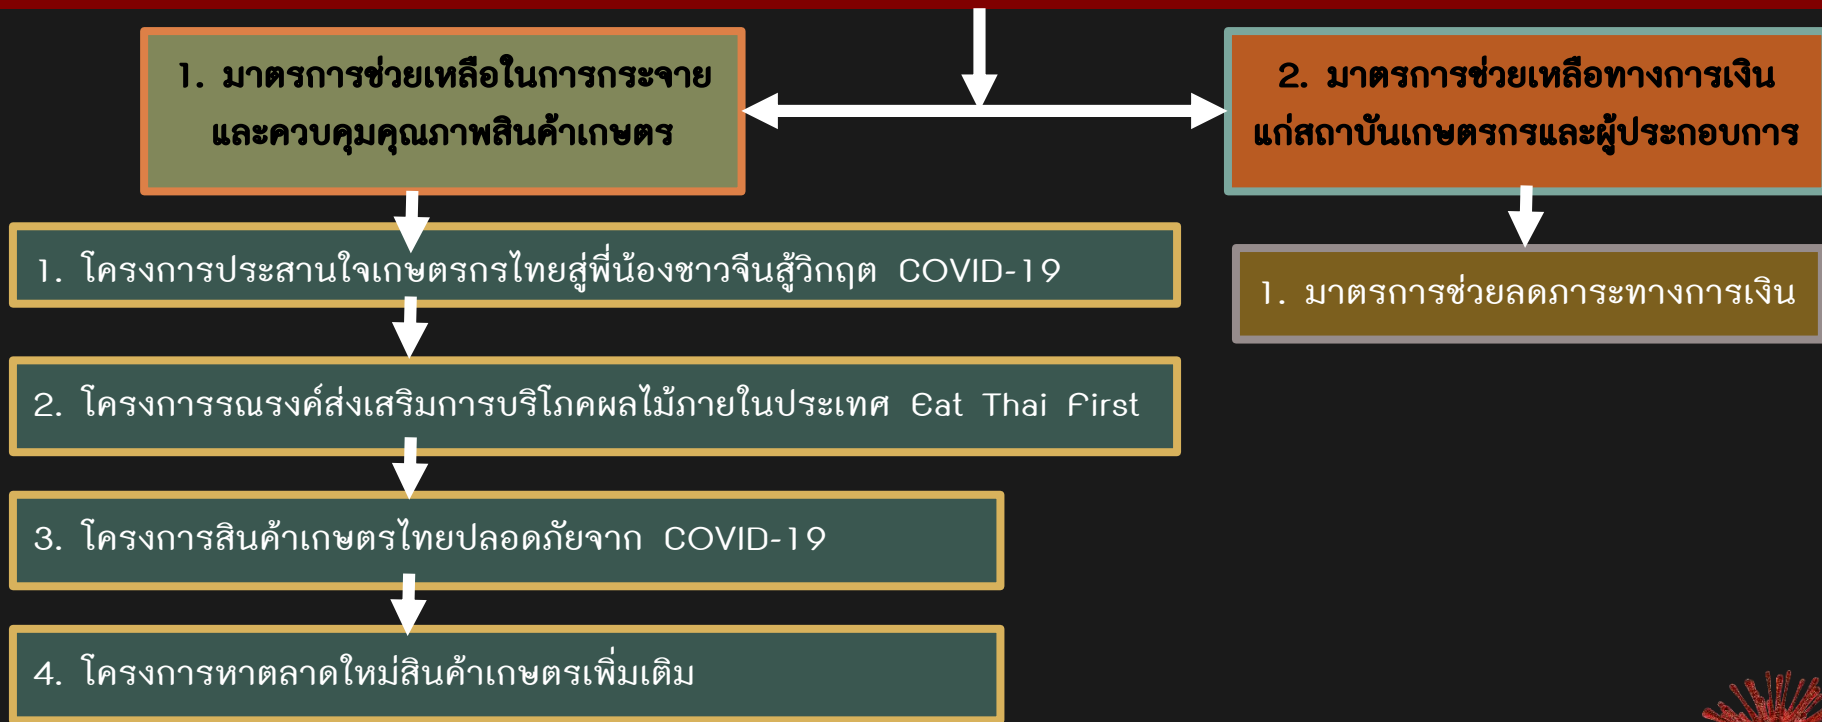 1. มาตรการช่วยเหลือในการกระจาย
และควบคุมคุณภาพสินค้าเกษตร
2. มาตรการช่วยเหลือทางการเงิน
แก่สถาบันเกษตรกรและผู้ประกอบการ
1. โครงการประสานใจเกษตรกรไทยสู่พี่น้องชาวจีนสู้วิกฤต COVID-19
2. โครงการรณรงค์ส่งเสริมการบริโภคผลไม้ภายในประเทศ Eat Thai First
3. โครงการสินค้าเกษตรไทยปลอดภัยจาก COVID-19
4. โครงการหาตลาดใหม่สินค้าเกษตรเพิ่มเติม
1. มาตรการช่วยลดภาระทางการเงิน